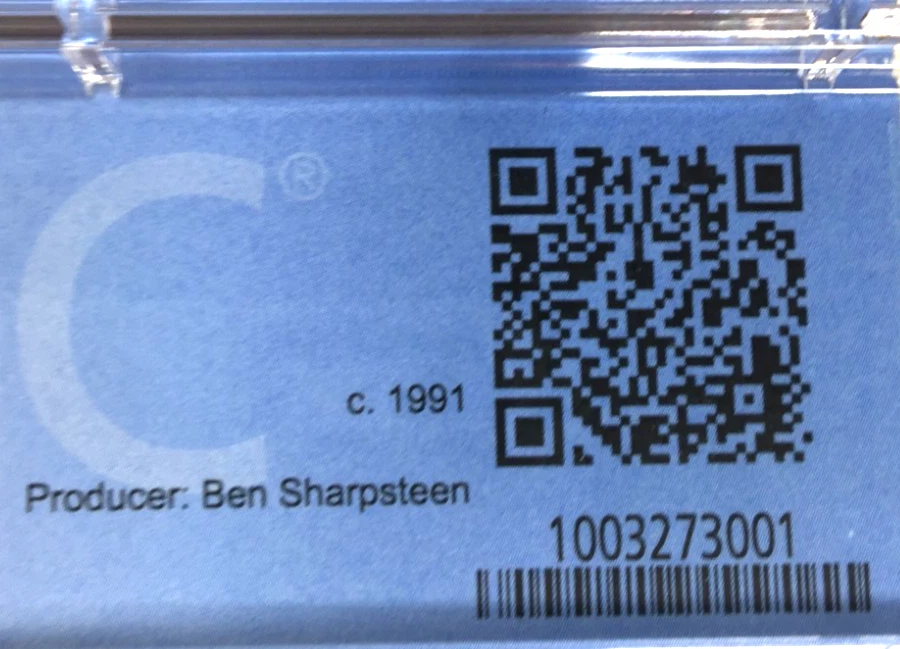 C®
c. 1991
Producer: Ben Sharpsteen
1003273001